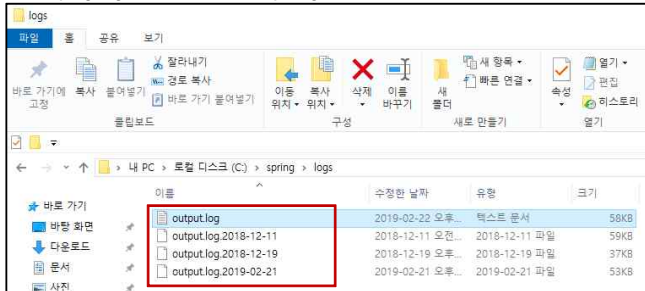 logs
파일 홈 공유 보기
바로 가기에 고정
복사
붙여넣기
잘라내기
경로 복사
바로 가기 붙여넣기
클립보드
이동 위치
복사 위치
삭제
이름 바꾸기
구성
새 폴더
새 항목
빠른 연결
새로 만들기
속성
열기
편집
히스토리
열기
내 PC > 로컬 디스크 (C:) > spring > logs
이름 수정한 날짜 유형 크기
바로 가기
바탕 화면
다운로드
문서
사진
output.log 2019-02-22 오후... 텍스트 문서 58KB
output.log.2018-12-11 2018-12-11 오전... 2018-12-11 파일 59KB
output.log.2018-12-19 2018-12-19 오후... 2018-12-19 파일 37KB
output.log.2019-02-21 2019-02-21 오후... 2019-02-21 파일 53KB